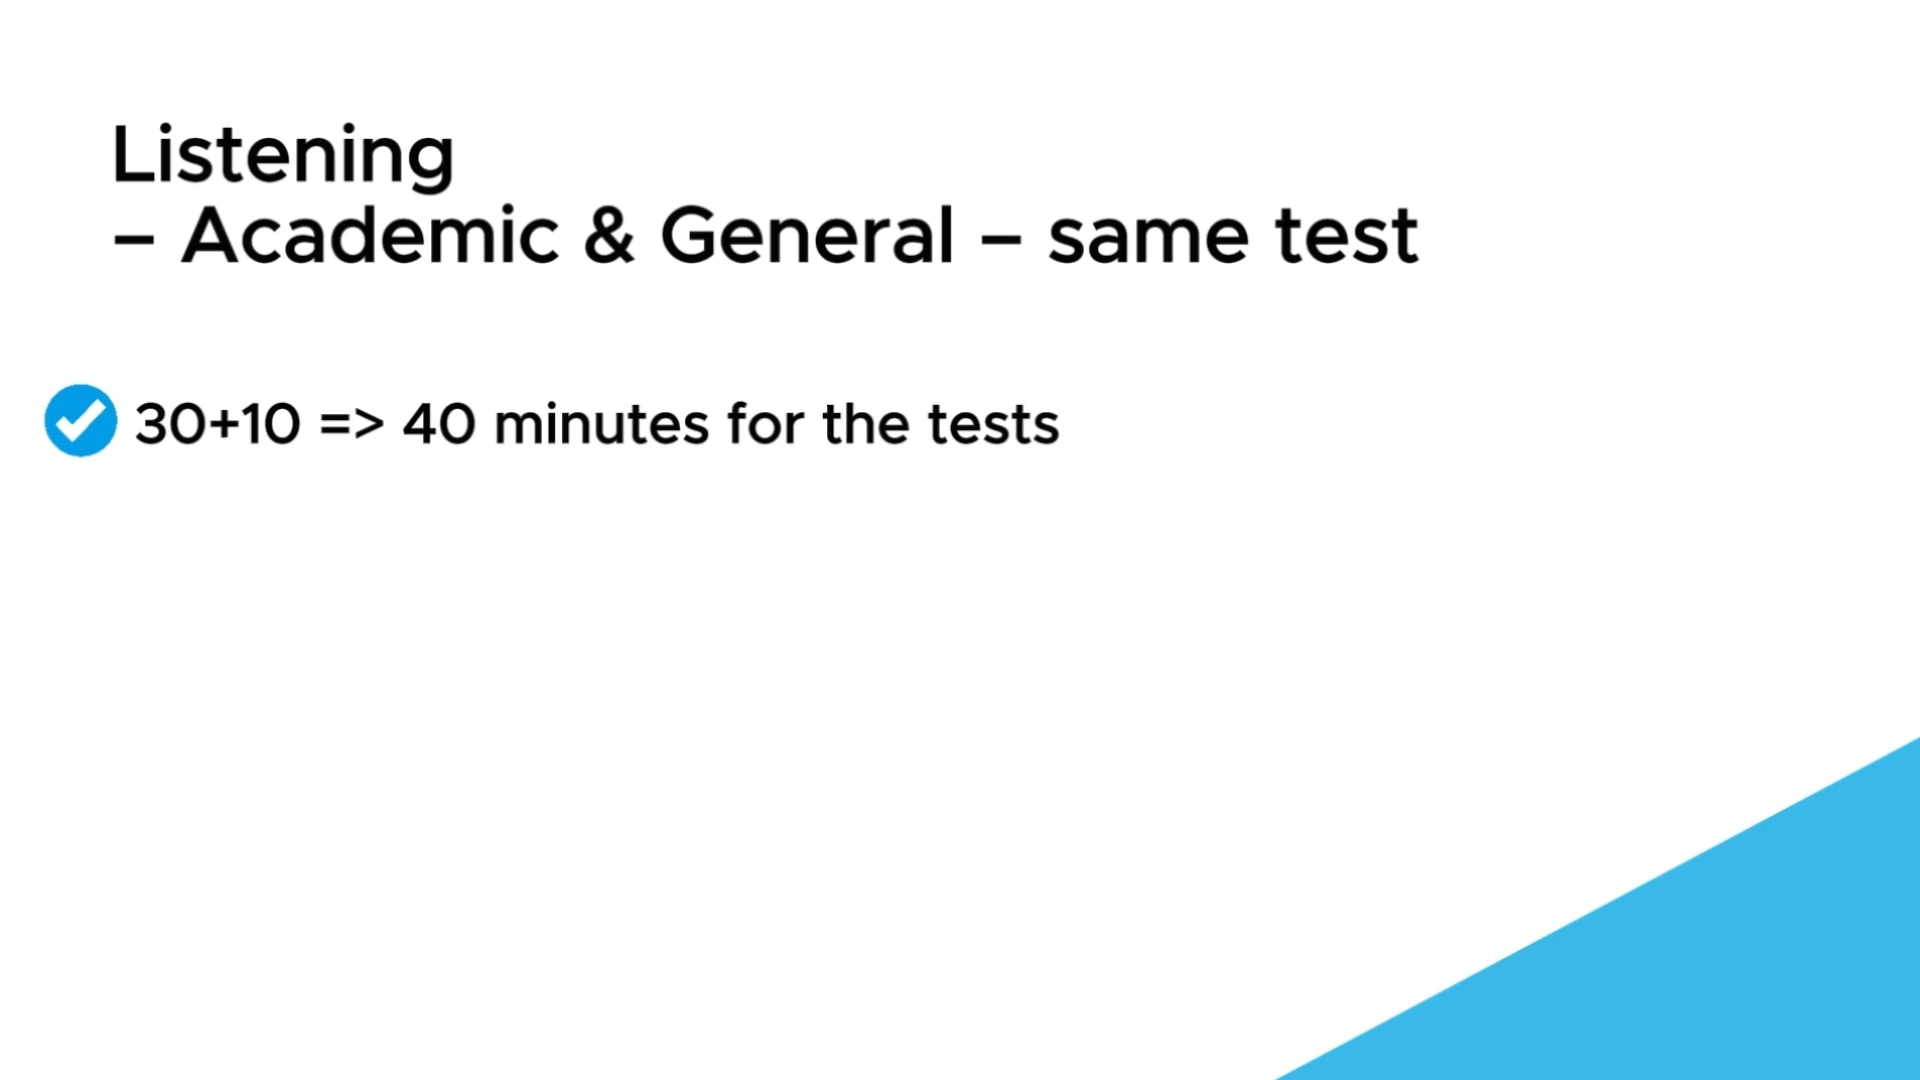 Listening
– Academic & General – same test
30+10 => 40 minutes for the tests